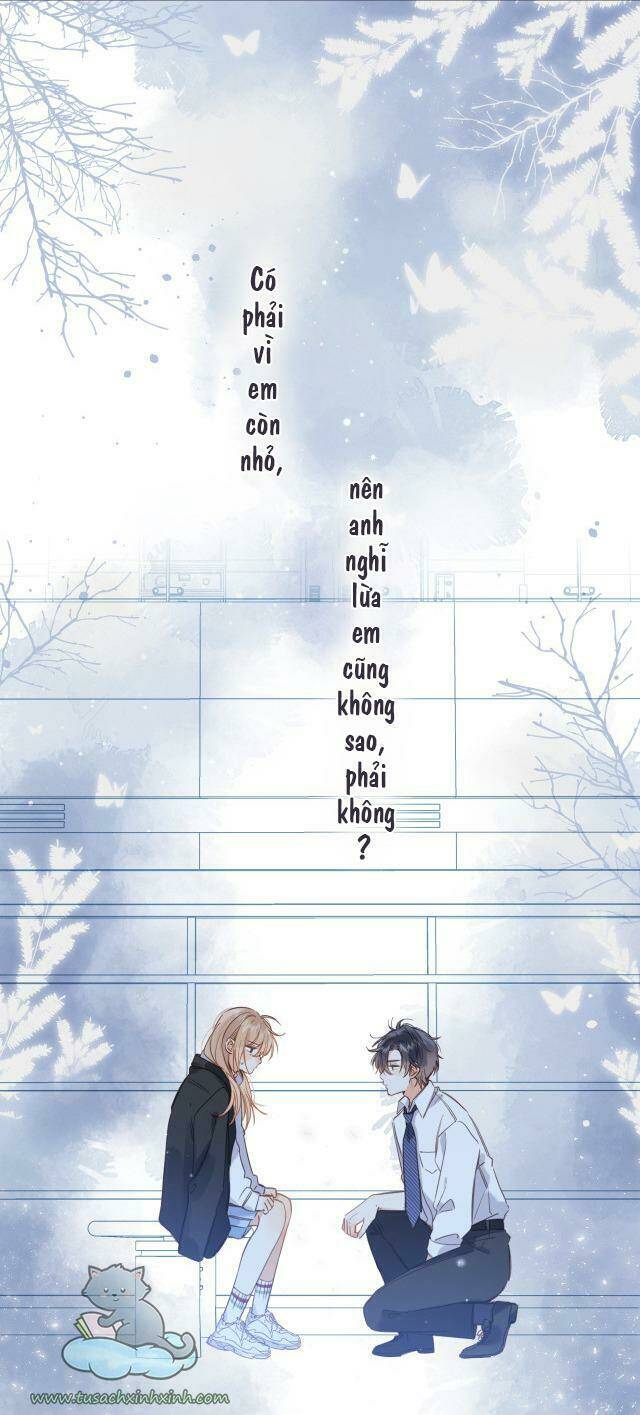 Có
phải
vì
em
còn
nhỏ,
nên
anh
nghĩ
lừa
em
cũng
không
sao,
phải
không
?
www.tusachxinhxinh.com